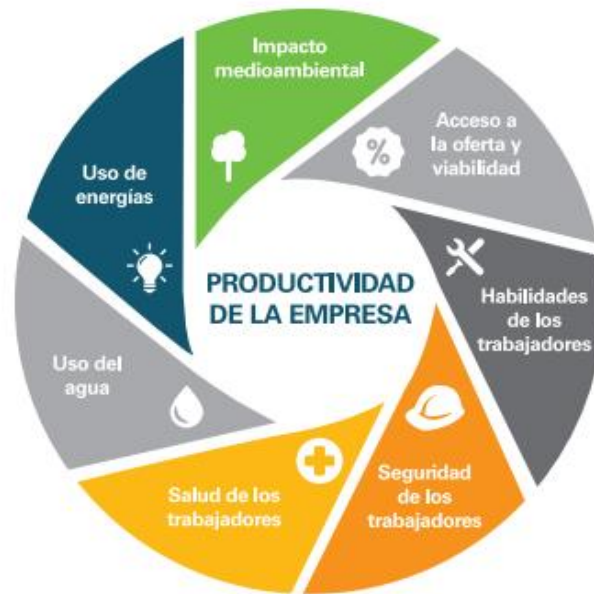 Impacto
medioambiental
Acceso a
la oferta y
viabilidad
%
Habilidades
de los
trabajadores
Seguridad
de los
trabajadores
Salud de los
trabajadores
Uso del
agua
Uso de
energías
PRODUCTIVIDAD
DE LA EMPRESA